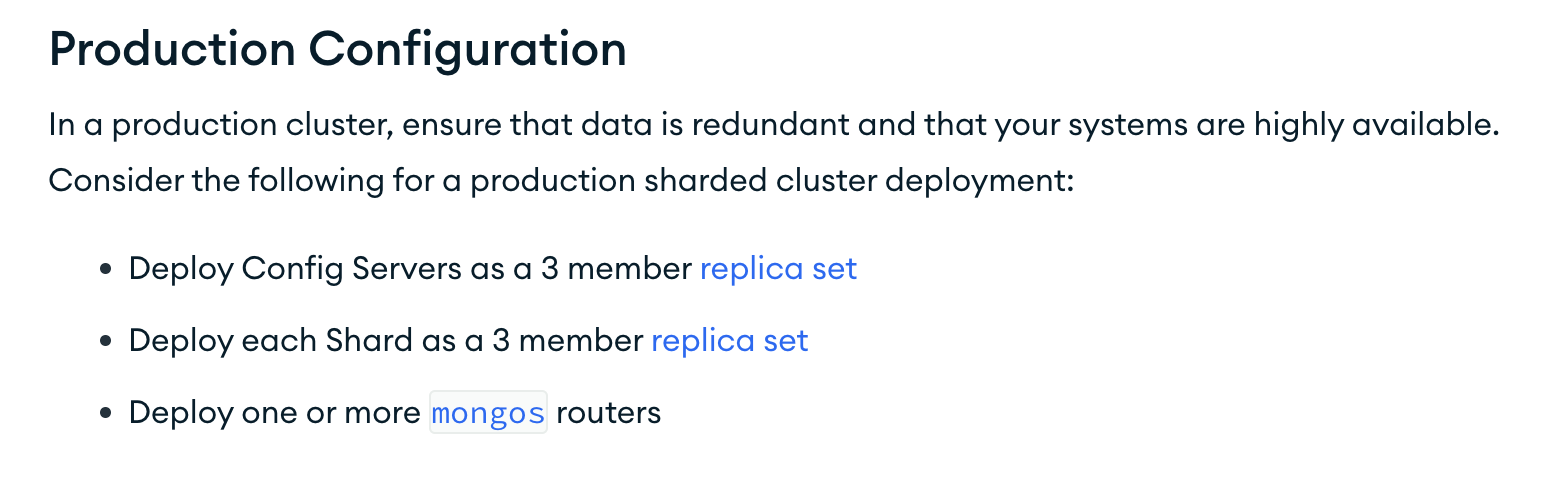 Production Configuration
In a production cluster, ensure that data is redundant and that your systems are highly available.
Consider the following for a production sharded cluster deployment:
• Deploy Config Servers as a 3 member replica set
• Deploy each Shard as a 3 member replica set
• Deploy one or more mongos routers